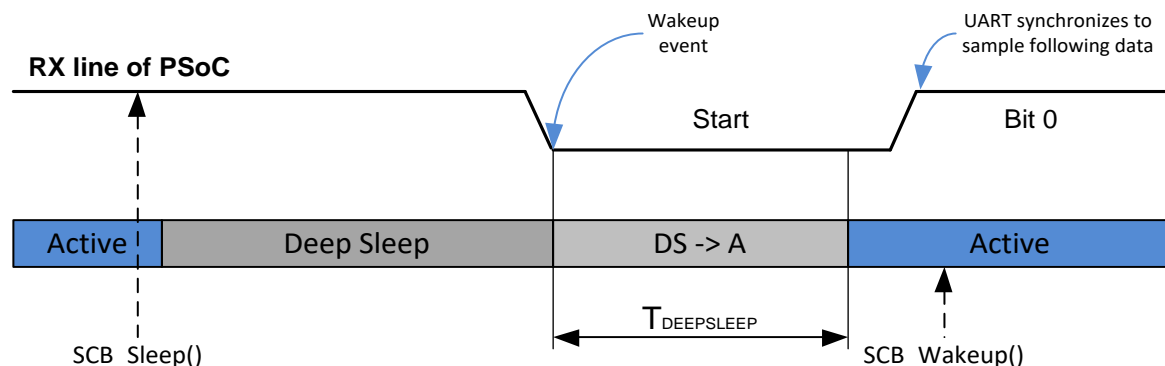 Wakeup
event
UART synchronizes to
sample following data
RX line of PSoC
Start
Bit 0
Active
Deep Sleep
DS -> A
Active
TDEEPSLEEP
SCB Sleep()
SCB Wakeup()